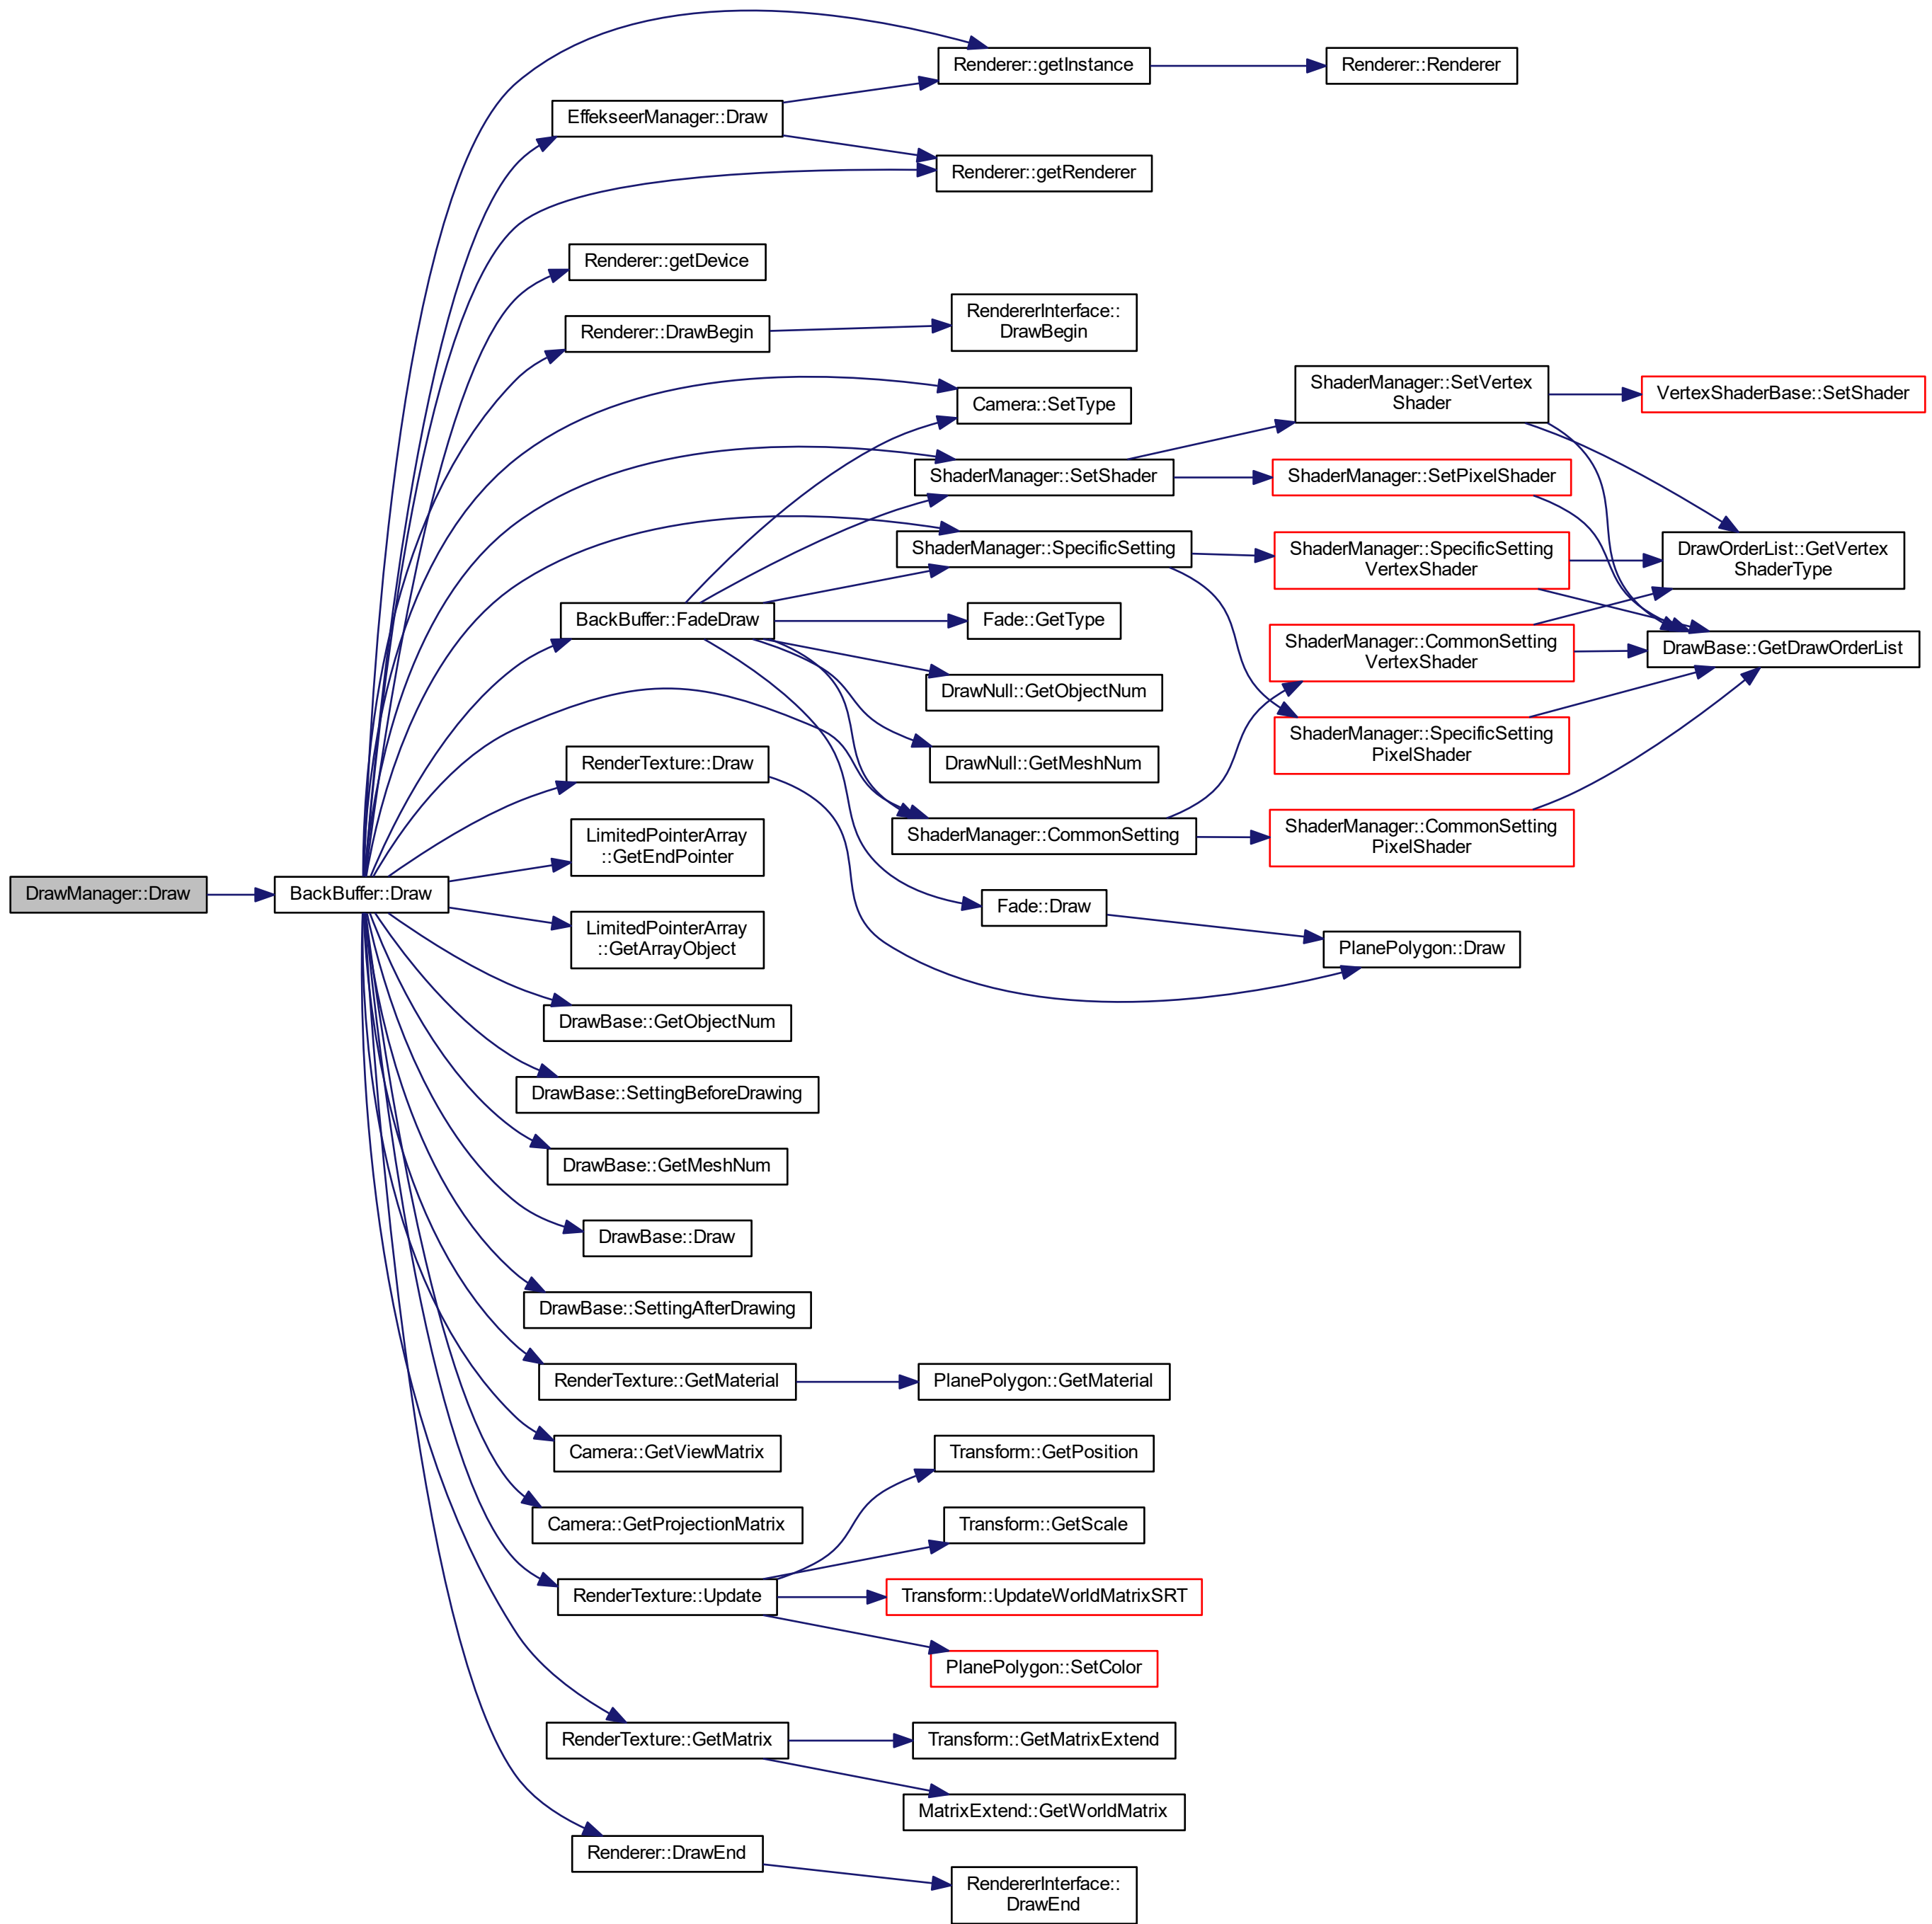 Renderer::getInstance
Renderer::Renderer
EffekseerManager::Draw
Renderer::getRenderer
Renderer::getDevice
RendererInterface::
DrawBegin
Renderer::DrawBegin
Camera::SetType
ShaderManager::SetVertex
Shader
VertexShaderBase::SetShader
ShaderManager::SetShader
ShaderManager::SetPixelShader
ShaderManager::SpecificSetting
ShaderManager::SpecificSetting
VertexShader
DrawOrderList::GetVertex
ShaderType
BackBuffer::FadeDraw
Fade::GetType
ShaderManager::CommonSetting
VertexShader
DrawBase::GetDrawOrderList
DrawNull::GetObjectNum
ShaderManager::SpecificSetting
PixelShader
RenderTexture::Draw
DrawNull::GetMeshNum
LimitedPointerArray
::GetEndPointer
ShaderManager::CommonSetting
ShaderManager::CommonSetting
PixelShader
DrawManager::Draw
BackBuffer::Draw
Fade::Draw
LimitedPointerArray
::GetArrayObject
PlanePolygon::Draw
DrawBase::GetObjectNum
DrawBase::SettingBeforeDrawing
DrawBase::GetMeshNum
DrawBase::Draw
DrawBase::SettingAfterDrawing
RenderTexture::GetMaterial
PlanePolygon::GetMaterial
Camera::GetViewMatrix
Transform::GetPosition
Camera::GetProjectionMatrix
Transform::GetScale
RenderTexture::Update
Transform::UpdateWorldMatrixSRT
PlanePolygon::SetColor
RenderTexture::GetMatrix
Transform::GetMatrixExtend
MatrixExtend::GetWorldMatrix
Renderer::DrawEnd
RendererInterface::
DrawEnd